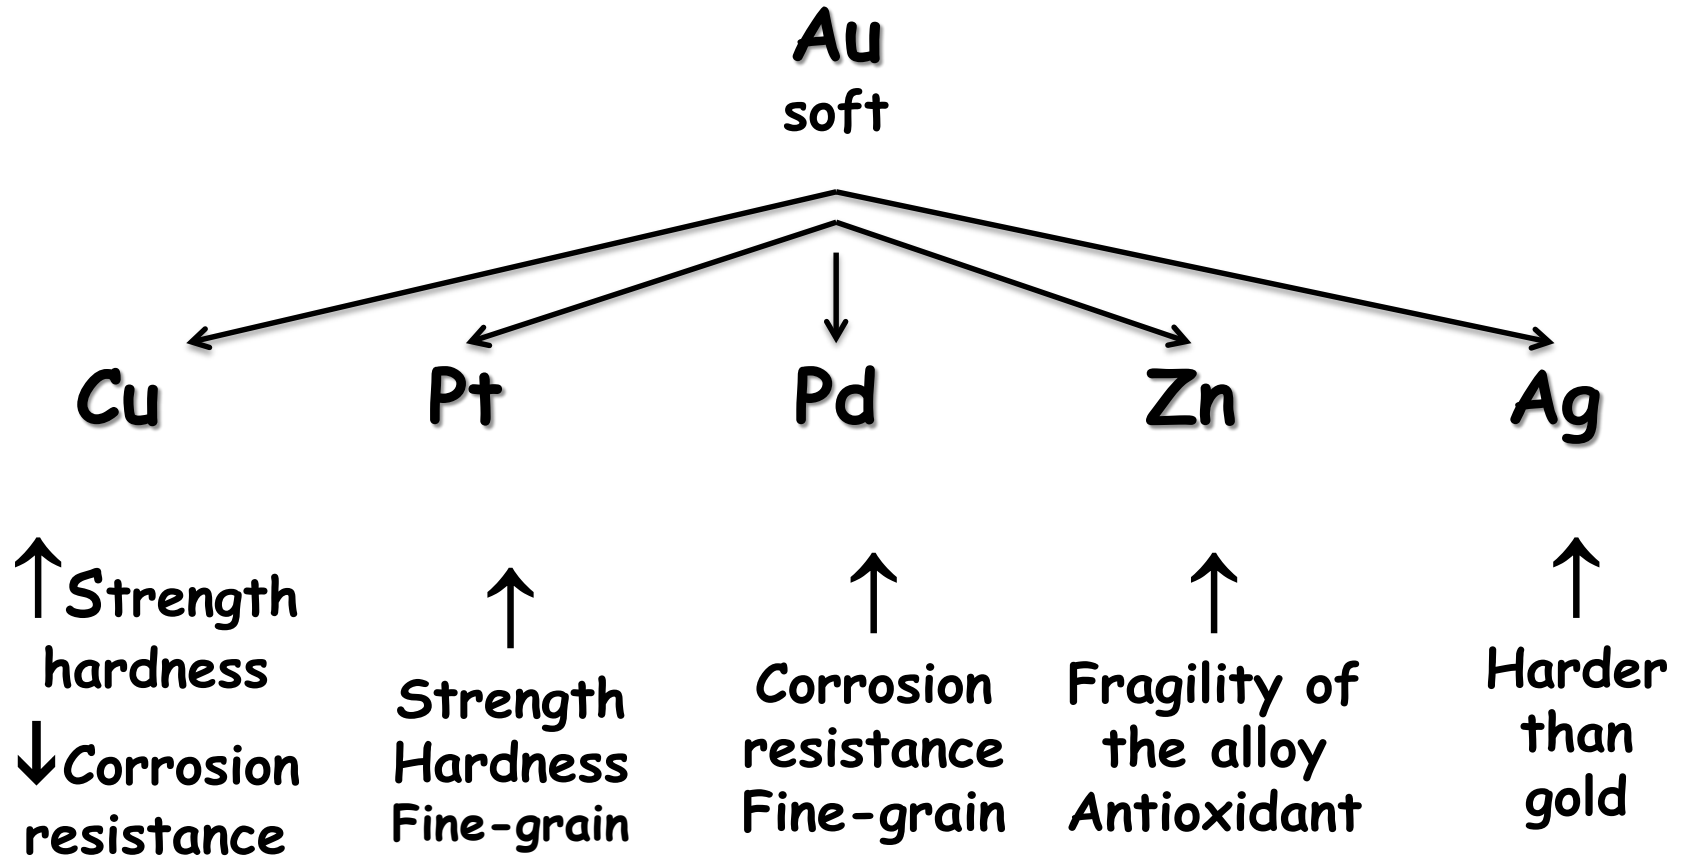 Au
soft
Cu
Pt
Pd
Zn
Ag
↑Strength
hardness
↓Corrosion
resistance
↑
Strength
Hardness
Fine-grain
↑
Corrosion
resistance
Fine-grain
↑
Fragility of
the alloy
Antioxidant
↑
Harder
than
gold